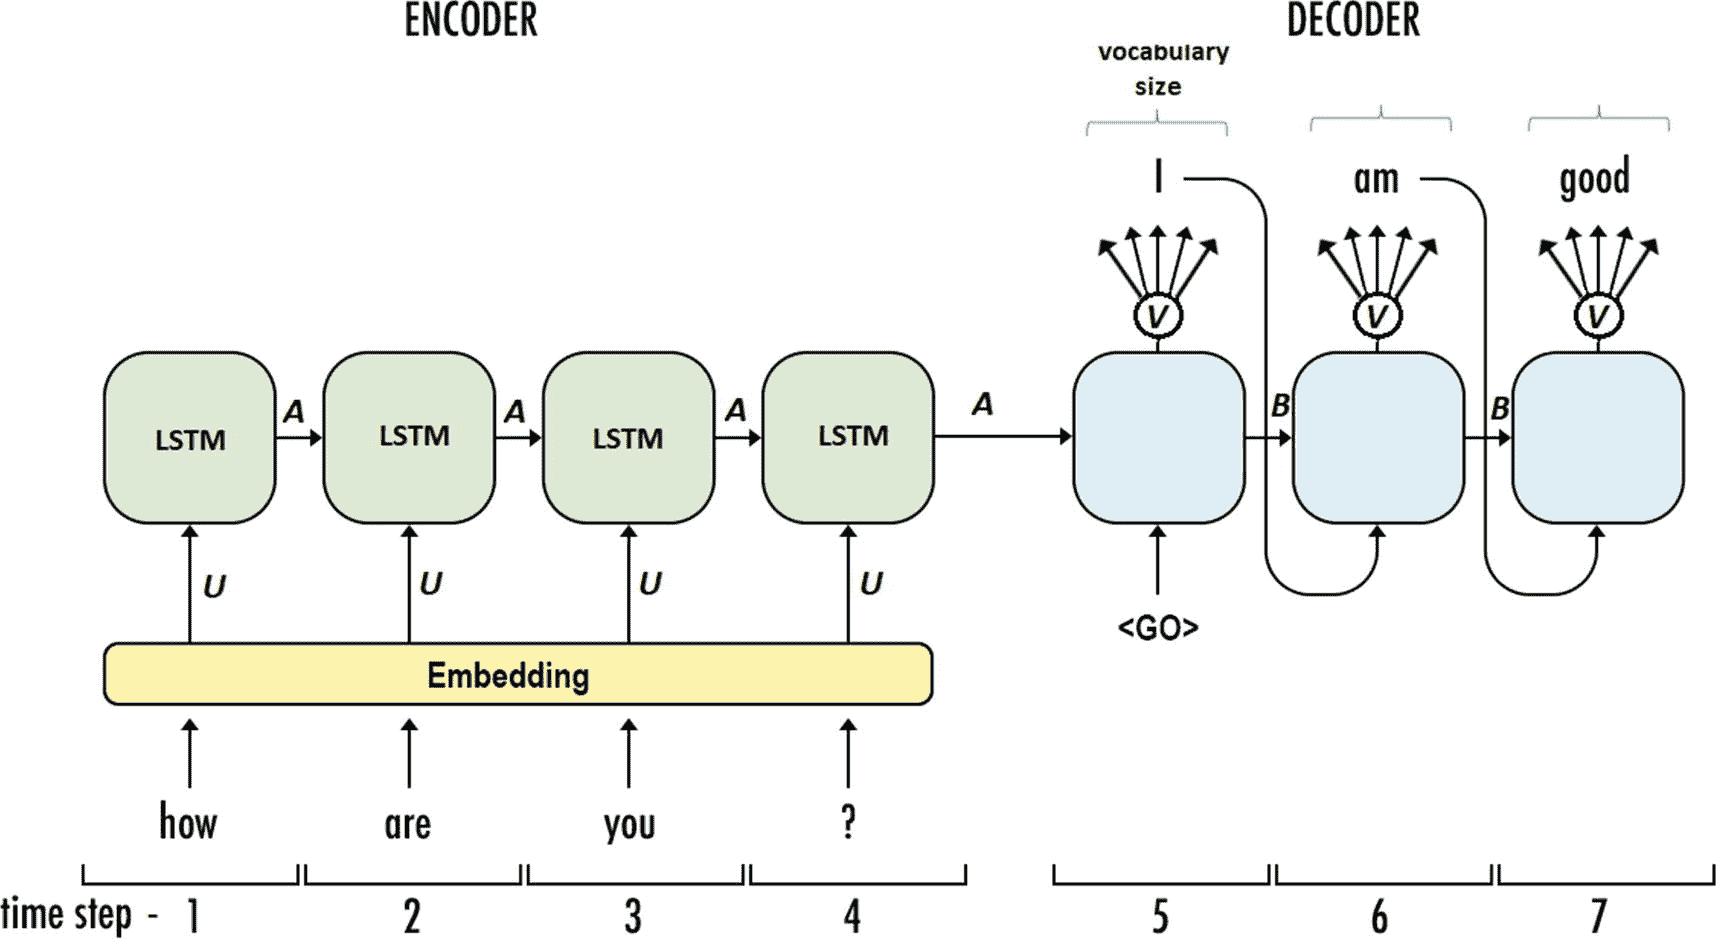 ENCODER
DECODER
vocabulary
size
I
am
good
V
V
V
LSTM
A
LSTM
A
LSTM
A
LSTM
A
B
B
U
U
U
U
<GO>
Embedding
how
are
you
?
time step - 1
2
3
4
5
6
7